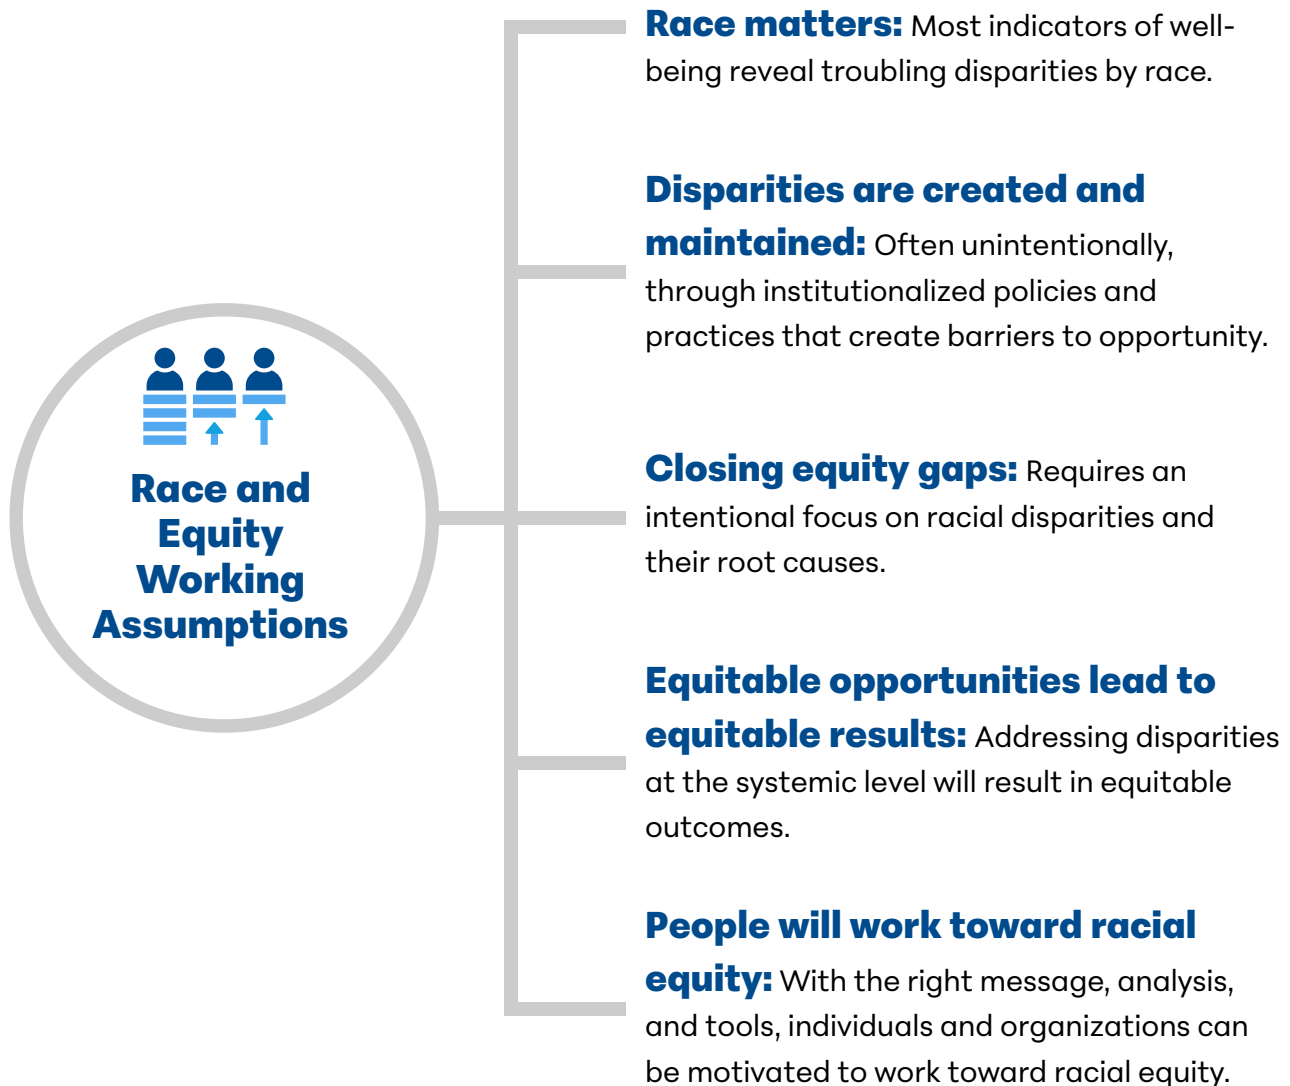 Race and
Equity
Working
Assumptions
Race matters: Most indicators of well-
being reveal troubling disparities by race.
Disparities are created and
maintained: Often unintentionally,
through institutionalized policies and
practices that create barriers to opportunity.
Closing equity gaps: Requires an
intentional focus on racial disparities and
their root causes.
Equitable opportunities lead to
equitable results: Addressing disparities
at the systemic level will result in equitable
outcomes.
People will work toward racial
equity: With the right message, analysis,
and tools, individuals and organizations can
be motivated to work toward racial equity.